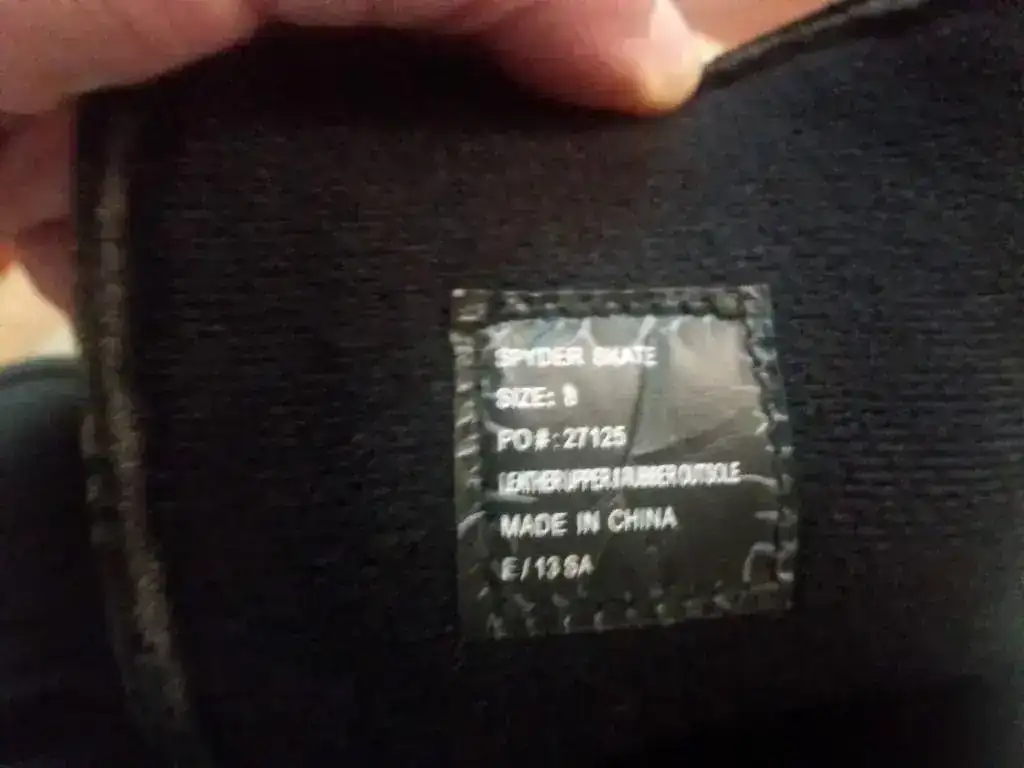 SPYDER SKATE
SIZE: 8
PO#:27125
LEATHER UPPER & RUBBER OUTSOLE
MADE IN CHINA
E/13 SA